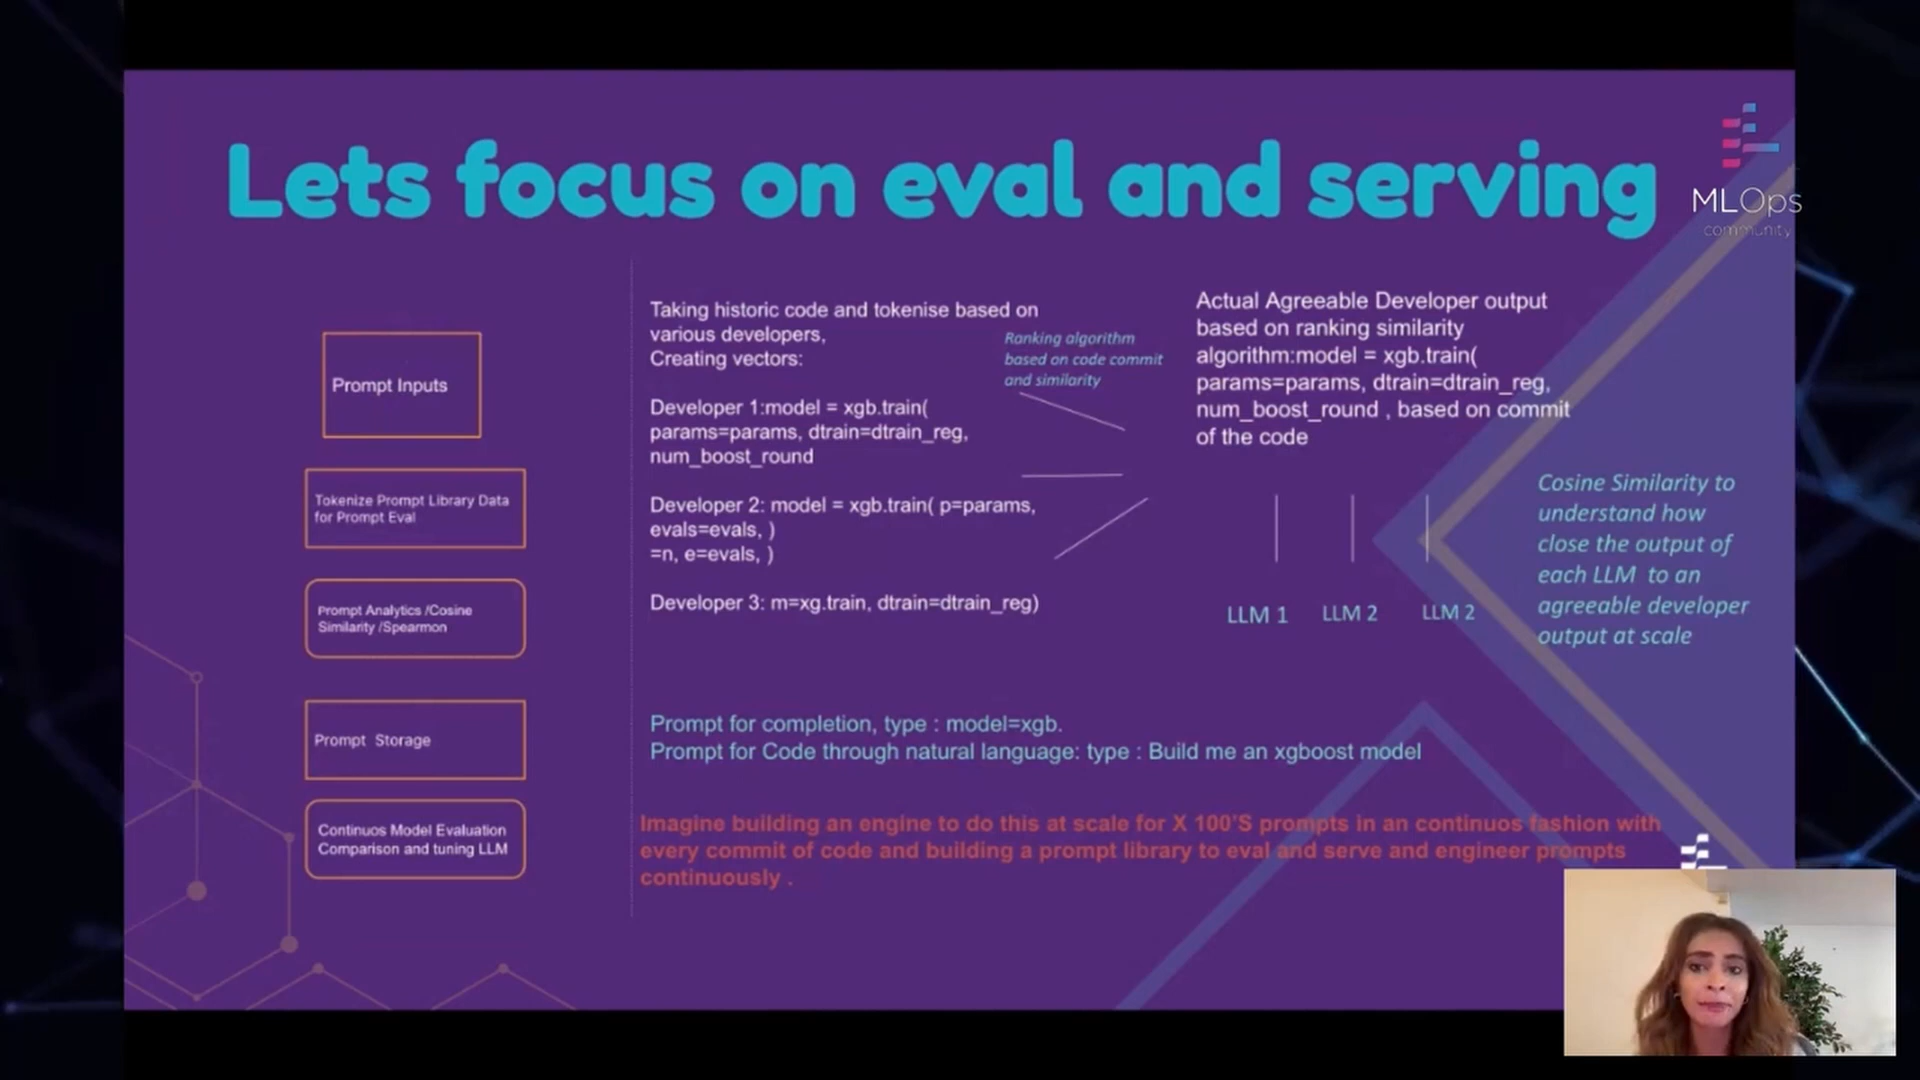 Lets focus on eval and serving
MLOps
community
Prompt Inputs
Tokenize Prompt Library Data
for Prompt Eval
Prompt Analytics /Cosine
Similarity /Spearmon
Prompt  Storage
Continuos Model Evaluation
Comparison and tuning LLM
Taking historic code and tokenise based on
various developers,
Creating vectors:
Developer 1:model = xgb.train(
params=params, dtrain=dtrain_reg,
num_boost_round
Developer 2: model = xgb.train( p=params,
evals=evals, )
=n, e=evals, )
Developer 3: m=xg.train, dtrain=dtrain_reg)
Ranking algorithm
based on code commit
and similarity
Actual Agreeable Developer output
based on ranking similarity
algorithm:model = xgb.train(
params=params, dtrain=dtrain_reg,
num_boost_round , based on commit
of the code
LLM 1
LLM 2
LLM 2
Cosine Similarity to
understand how
close the output of
each LLM  to an
agreeable developer
output at scale
Prompt for completion, type : model=xgb.
Prompt for Code through natural language: type : Build me an xgboost model
Imagine building an engine to do this at scale for X 100'S prompts in an continuos fashion with
every commit of code and building a prompt library to eval and serve and engineer prompts
continuously .